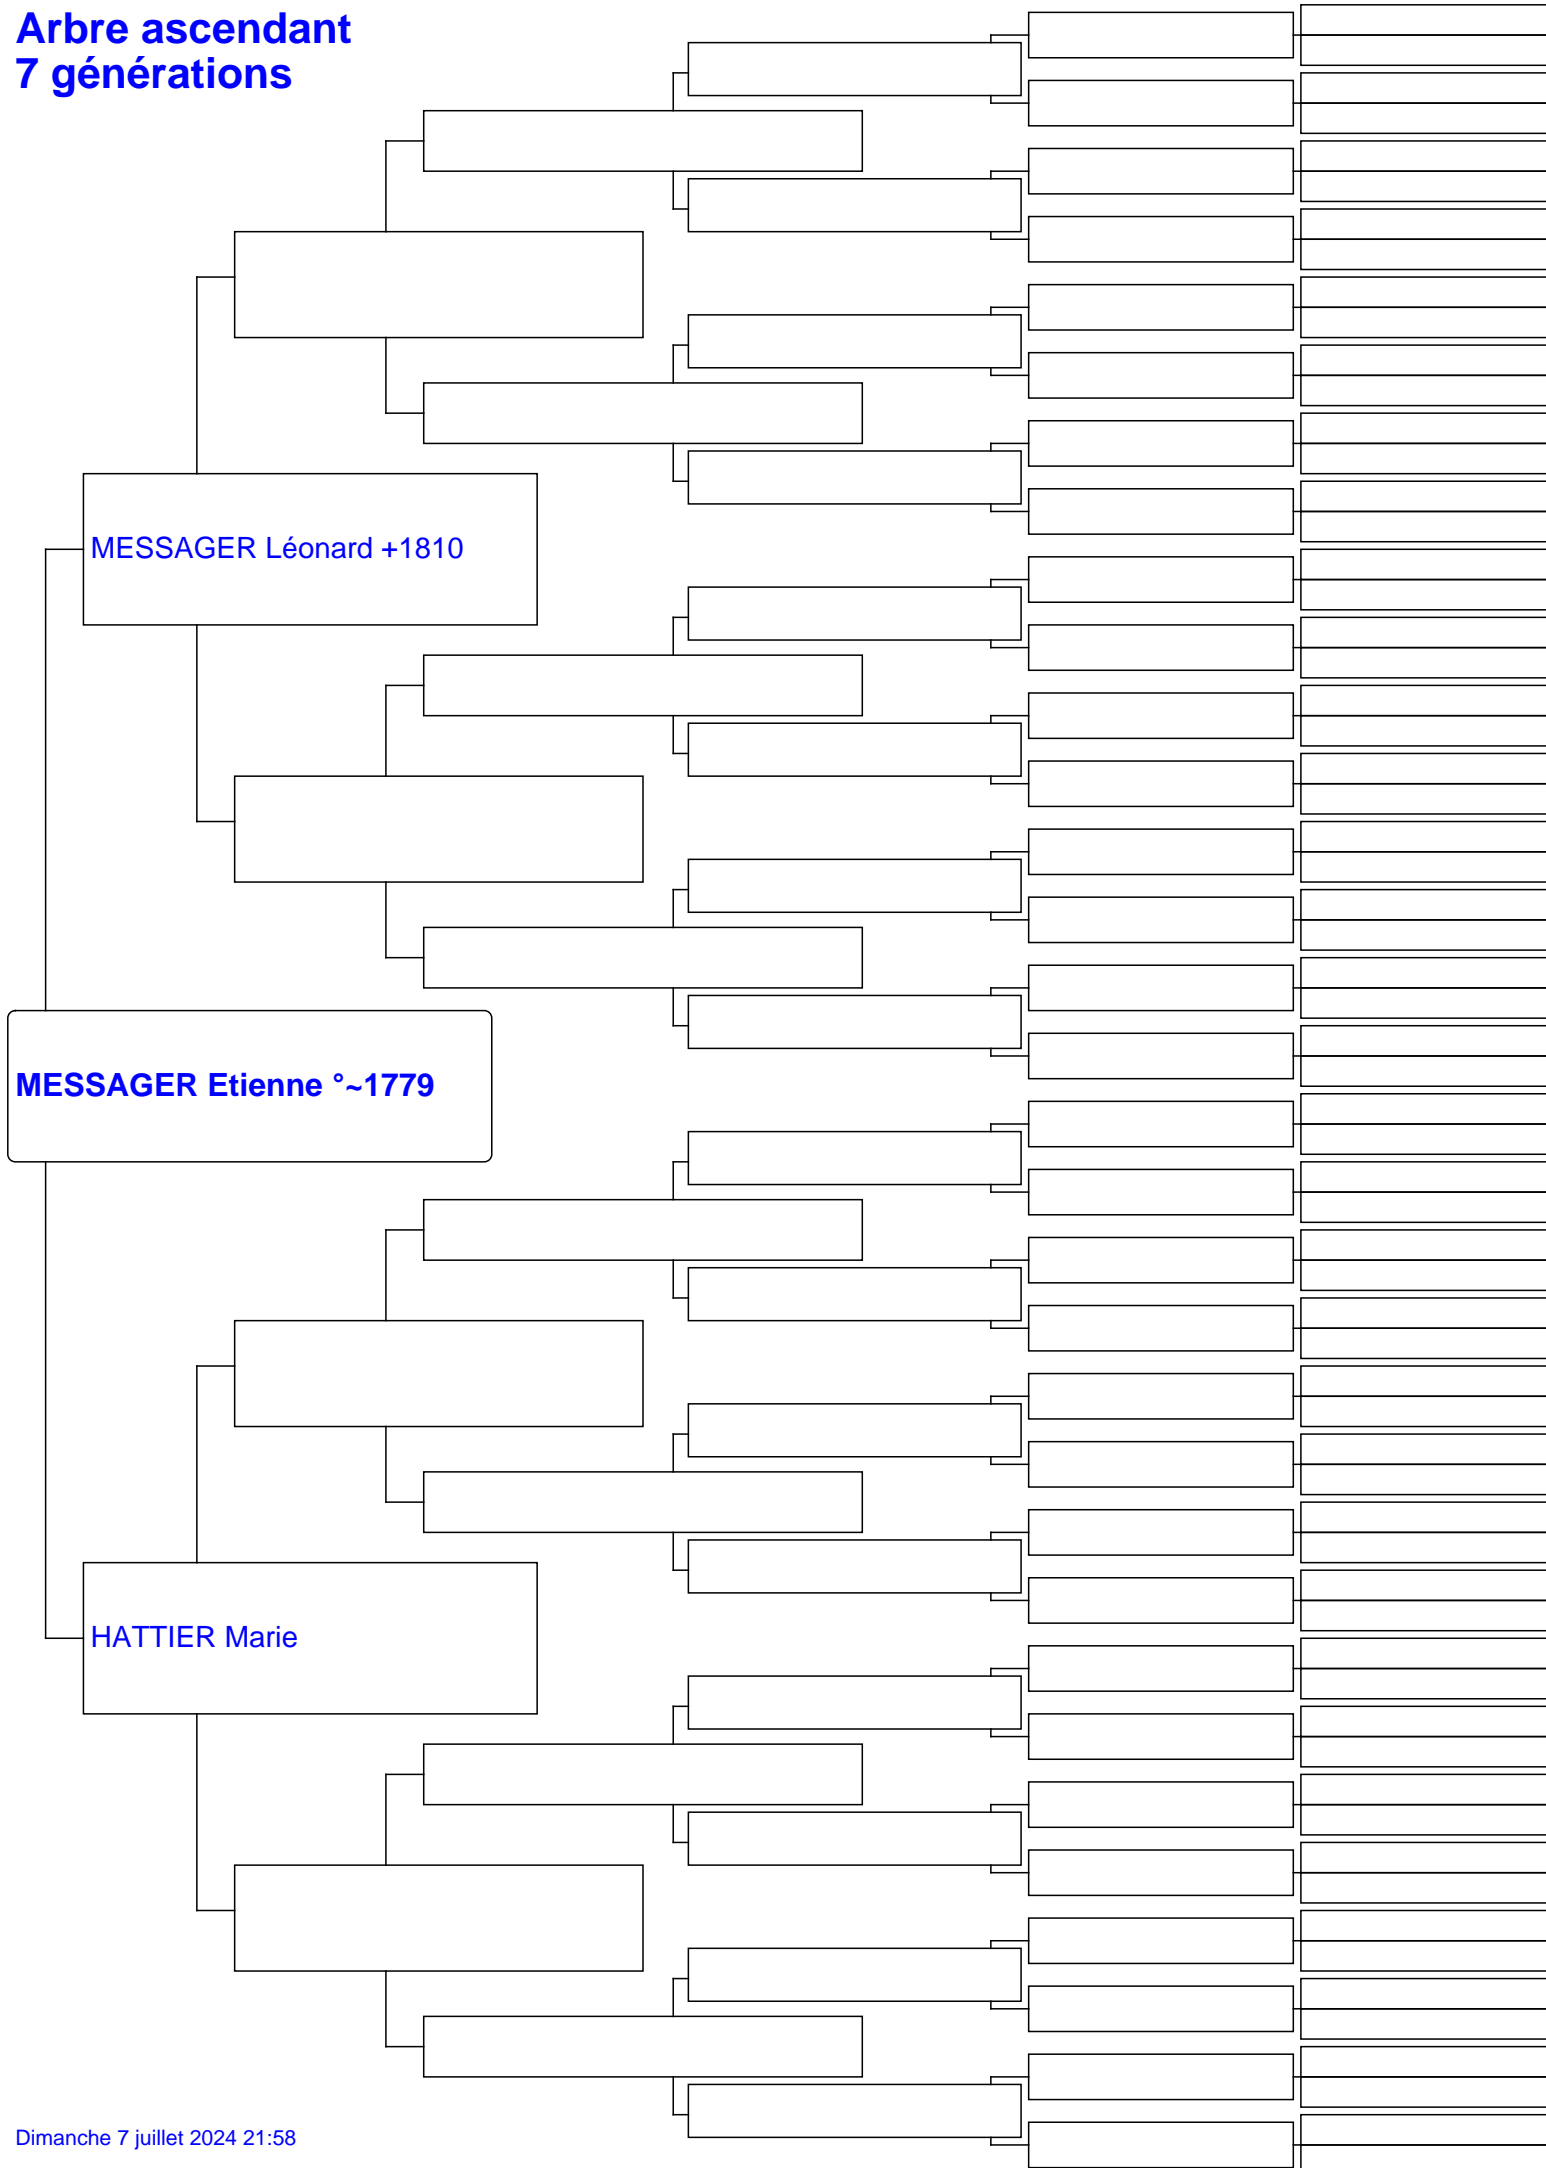 Arbre ascendant
7 générations
MESSAGER Léonard +1810
MESSAGER Etienne °~1779
HATTIER Marie
Dimanche 7 juillet 2024 21:58